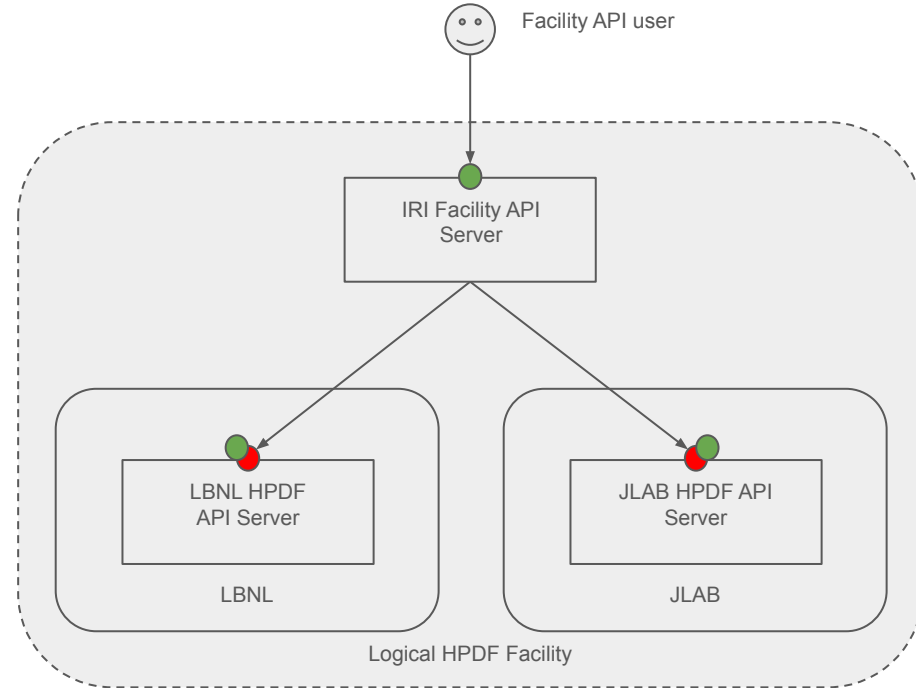 Facility API user
IRI Facility API
Server
LBNL HPDF
API Server
JLAB HPDF API
Server
LBNL
JLAB
Logical HPDF Facility